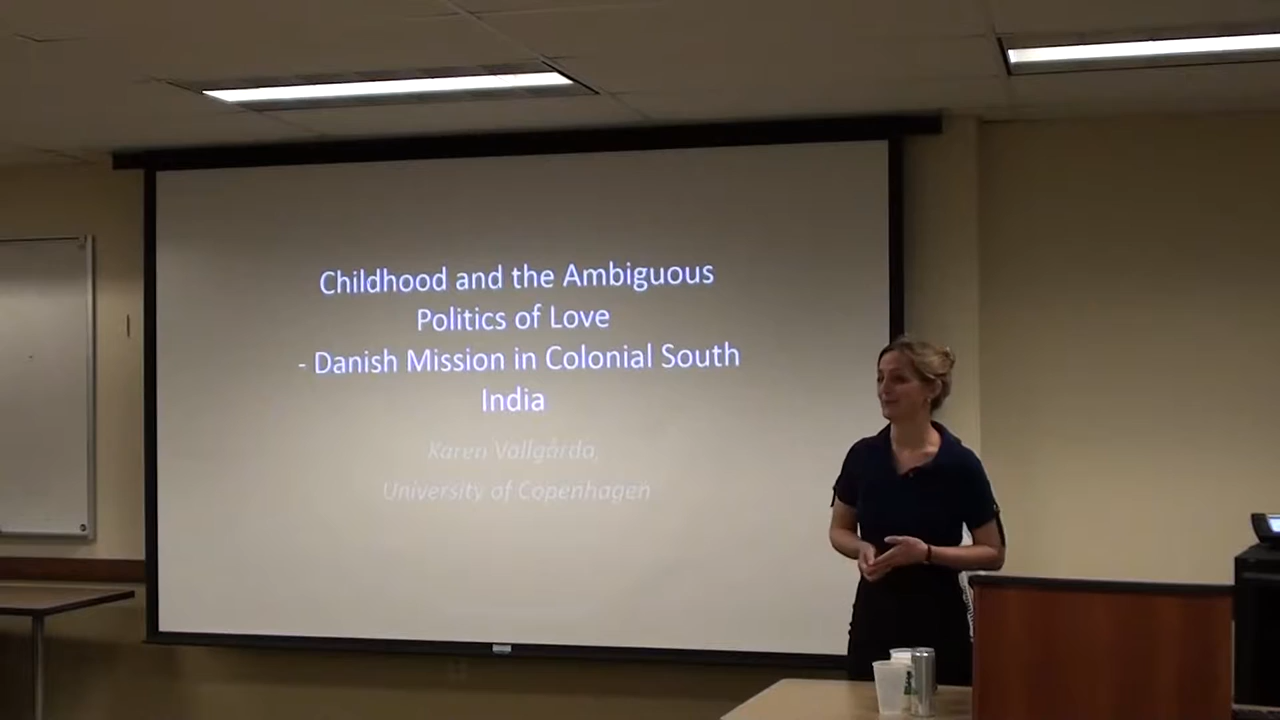 Childhood and the Ambiguous
Politics of Love
- Danish Mission in Colonial South
India
Karen Vallgårda,
University of Copenhagen